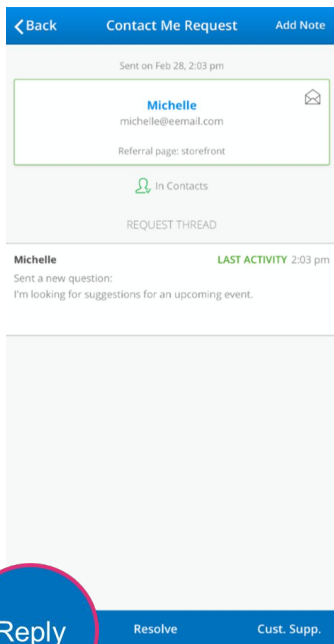 Back Contact Me Request Add Note
Sent on Feb 28, 2:03 pm
Michelle
michelle@eemail.com
Referral page: storefront
In Contacts
REQUEST THREAD
Michelle LAST ACTIVITY 2:03 pm
Sent a new question:
I'm looking for suggestions for an upcoming event.
Reply Resolve Cust. Supp.